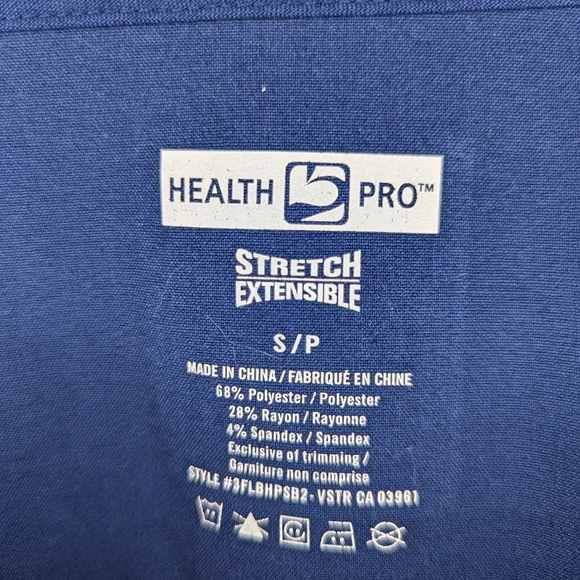 HEALTH 5 PRO™
STRETCH
EXTENSIBLE
S/P
MADE IN CHINA / FABRIQUÉ EN CHINE
68% Polyester / Polyester
28% Rayon / Rayonne
4% Spandex / Spandex
Exclusive of trimming /
Garniture non comprise
STYLE #3FLBHPSB2-VSTR CA 03961